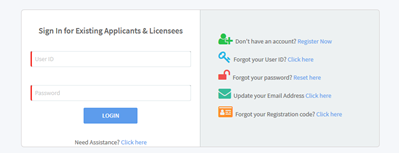 Sign In for Existing Applicants & Licensees
User ID
Password
LOGIN
Need Assistance? Click here
Don't have an account? Register Now
Forgot your User ID? Click here
Forgot your password? Reset here
Update your Email Address Click here
Forgot your Registration code? Click here